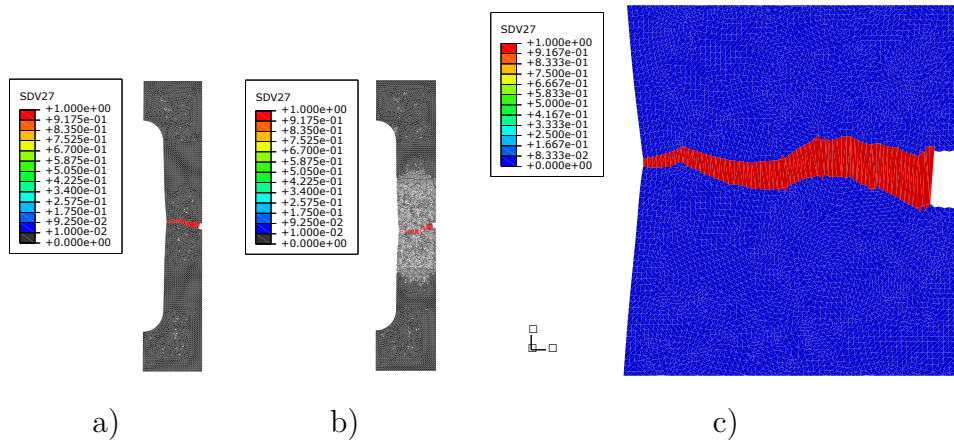 SDV27
+1.000e+00
+9.175e-01
+8.350e-01
+7.525e-01
+6.700e-01
+5.875e-01
+5.050e-01
+4.225e-01
+3.400e-01
+2.575e-01
+1.750e-01
+9.250e-02
+1.000e-02
+0.000e+00
SDV27
+1.000e+00
+9.175e-01
+8.350e-01
+7.525e-01
+6.700e-01
+5.875e-01
+5.050e-01
+4.225e-01
+3.400e-01
+2.575e-01
+1.750e-01
+9.250e-02
+1.000e-02
+0.000e+00
SDV27
+1.000e+00
+9.167e-01
+8.333e-01
+7.500e-01
+6.667e-01
+5.833e-01
+5.000e-01
+4.167e-01
+3.333e-01
+2.500e-01
+1.667e-01
+8.333e-02
+0.000e+00
a)
b)
c)